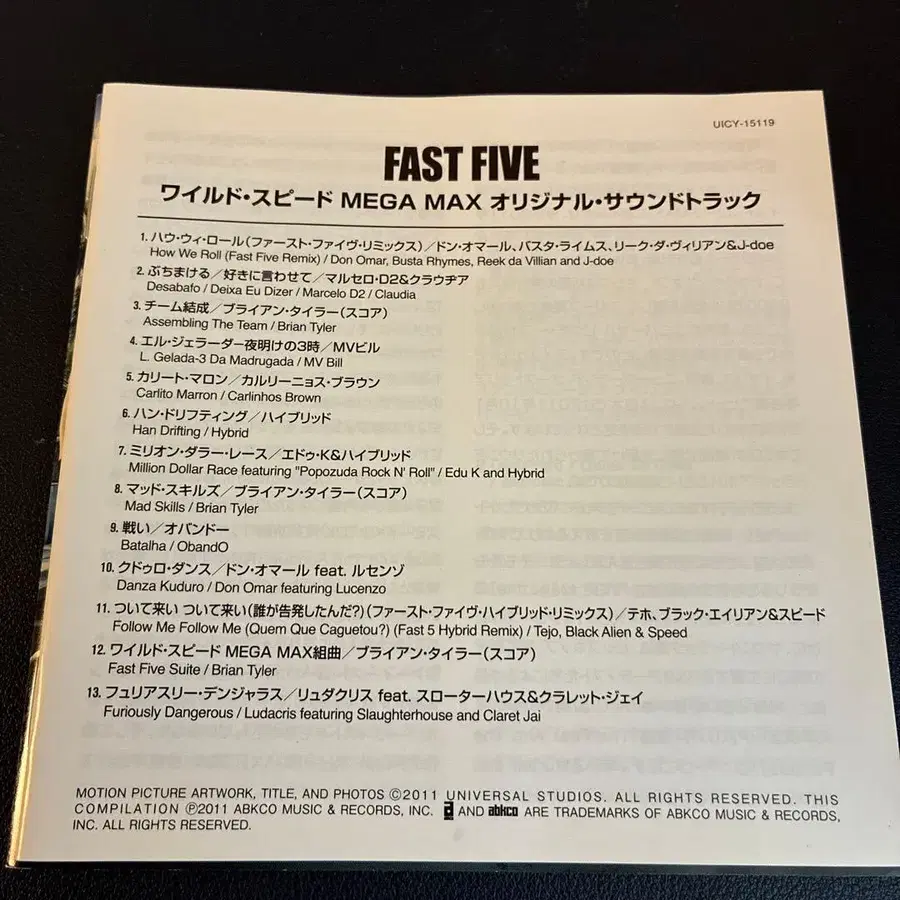 UICY-15119
FAST FIVE
ワイルド・スピード MEGA MAX オリジナル・サウンドトラック
1. ハウ・ウィ・ロール(ファースト・ファイヴ・リミックス)／ドン・オマール、バスタ・ライムス、リーク・ダ・ヴィリアン&J-doe
How We Roll (Fast Five Remix) / Don Omar, Busta Rhymes, Reek da Villian and J-doe
2. ぶちまける／好きに言わせて／マルセロ・D2&クラウヂア
Desabafo / Deixa Eu Dizer / Marcelo D2 / Claudia
3. チーム結成／ブライアン・タイラー(スコア)
Assembling The Team / Brian Tyler
4. エル・ジェラーダー夜明けの3時／MVビル
L. Gelada-3 Da Madrugada / MV Bill
5. カリート・マロン／カルリーニョス・ブラウン
Carlito Marron / Carlinhos Brown
6. ハン・ドリフティング／ハイブリッド
Han Drifting / Hybrid
7. ミリオン・ダラー・レース／エドゥ・K&ハイブリッド
Million Dollar Race featuring "Popozuda Rock N' Roll" / Edu K and Hybrid
8. マッド・スキルズ／ブライアン・タイラー(スコア)
Mad Skills / Brian Tyler
9. 戦い／オバンドー
Batalha / ObandO
10. クドゥロ・ダンス／ドン・オマール feat. ルセンゾ
Danza Kuduro / Don Omar featuring Lucenzo
11. ついて来い ついて来い(誰が告発したんだ?)(ファースト・ファイヴ・ハイブリッド・リミックス)／テホ、ブラック・エイリアン&スピード
Follow Me Follow Me (Quem Que Caguetou?) (Fast 5 Hybrid Remix) / Tejo, Black Alien & Speed
12. ワイルド・スピード MEGA MAX組曲／ブライアン・タイラー(スコア)
Fast Five Suite / Brian Tyler
13. フュリアスリー・デンジャラス／リュダクリス feat. スローターハウス&クラレット・ジェイ
Furiously Dangerous / Ludacris featuring Slaughterhouse and Claret Jai
MOTION PICTURE ARTWORK, TITLE, AND PHOTOS ©2011 UNIVERSAL STUDIOS. ALL RIGHTS RESERVED. THIS
COMPILATION ℗2011 ABKCO MUSIC & RECORDS, INC. a AND abkco ARE TRADEMARKS OF ABKCO MUSIC & RECORDS,
INC. ALL RIGHTS RESERVED.